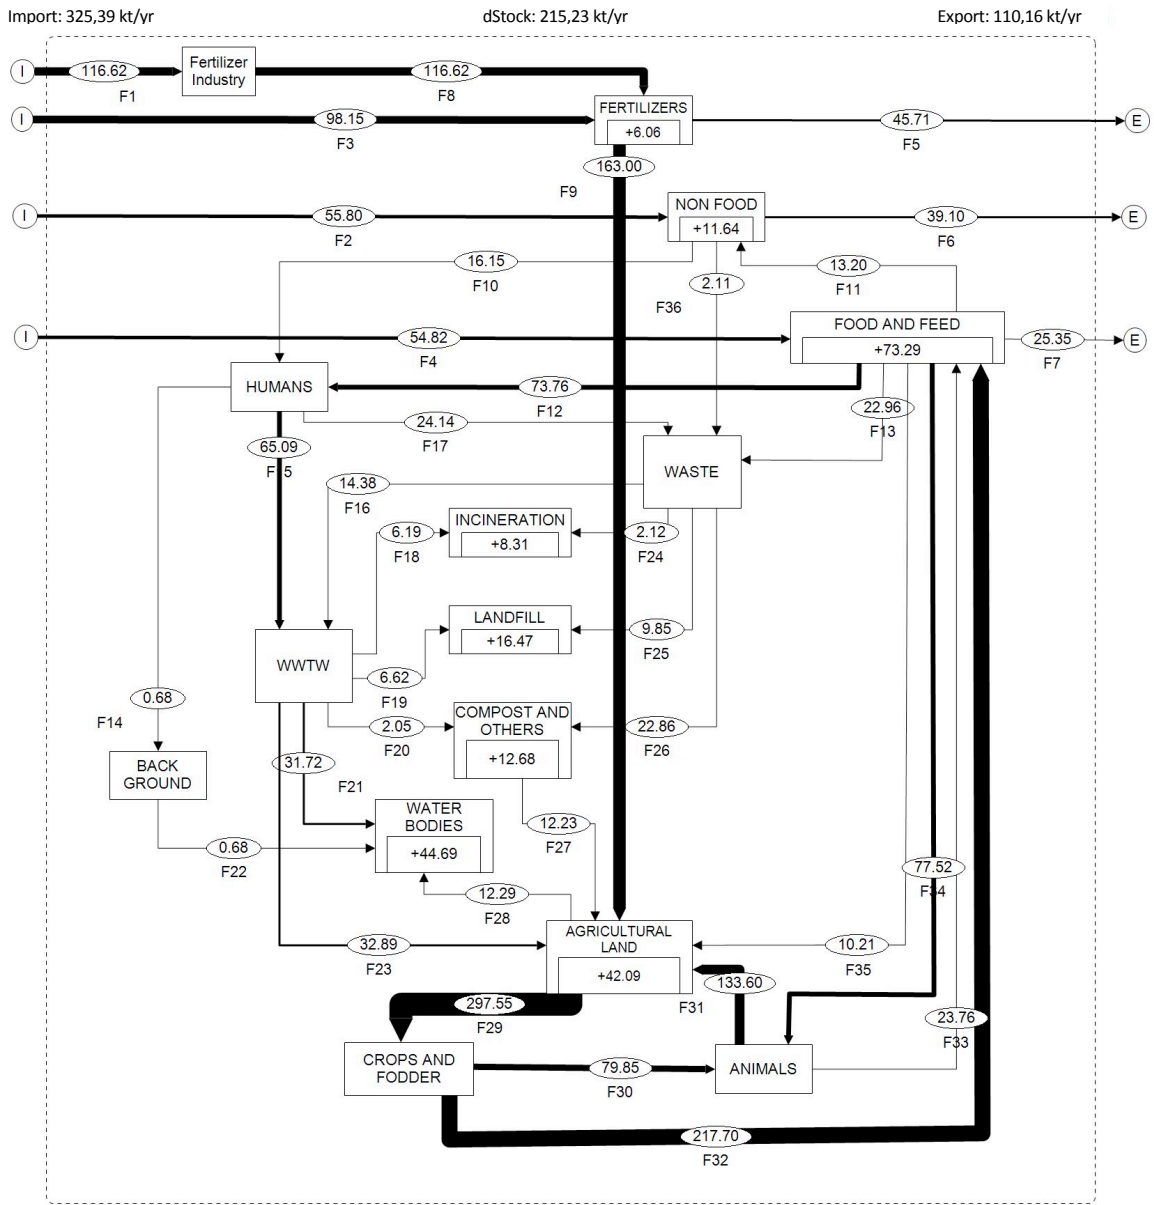 Import: 325,39 kt/yr
dStock: 215,23 kt/yr
Export: 110,16 kt/yr
I
116.62
F1
Fertilizer
Industry
116.62
F8
I
98.15
F3
FERTILIZERS
+6.06
45.71
F5
E
163.00
F9
I
55.80
F2
NON FOOD
+11.64
39.10
F6
E
16.15
F10
2.11
F36
13.20
F11
I
54.82
F4
FOOD AND FEED
+73.29
25.35
F7
E
HUMANS
73.76
F12
22.96
F13
24.14
F17
65.09
F15
WASTE
14.38
F16
INCINERATION
+8.31
6.19
F18
2.12
F24
LANDFILL
+16.47
9.85
F25
WWTW
6.62
F19
0.68
F14
COMPOST AND
OTHERS
+12.68
2.05
F20
22.86
F26
BACK
GROUND
31.72
F21
WATER
BODIES
+44.69
12.23
F27
0.68
F22
77.52
F34
12.29
F28
AGRICULTURAL
LAND
+42.09
32.89
F23
10.21
F35
133.60
F31
297.55
F29
23.76
F33
CROPS AND
FODDER
79.85
F30
ANIMALS
217.70
F32